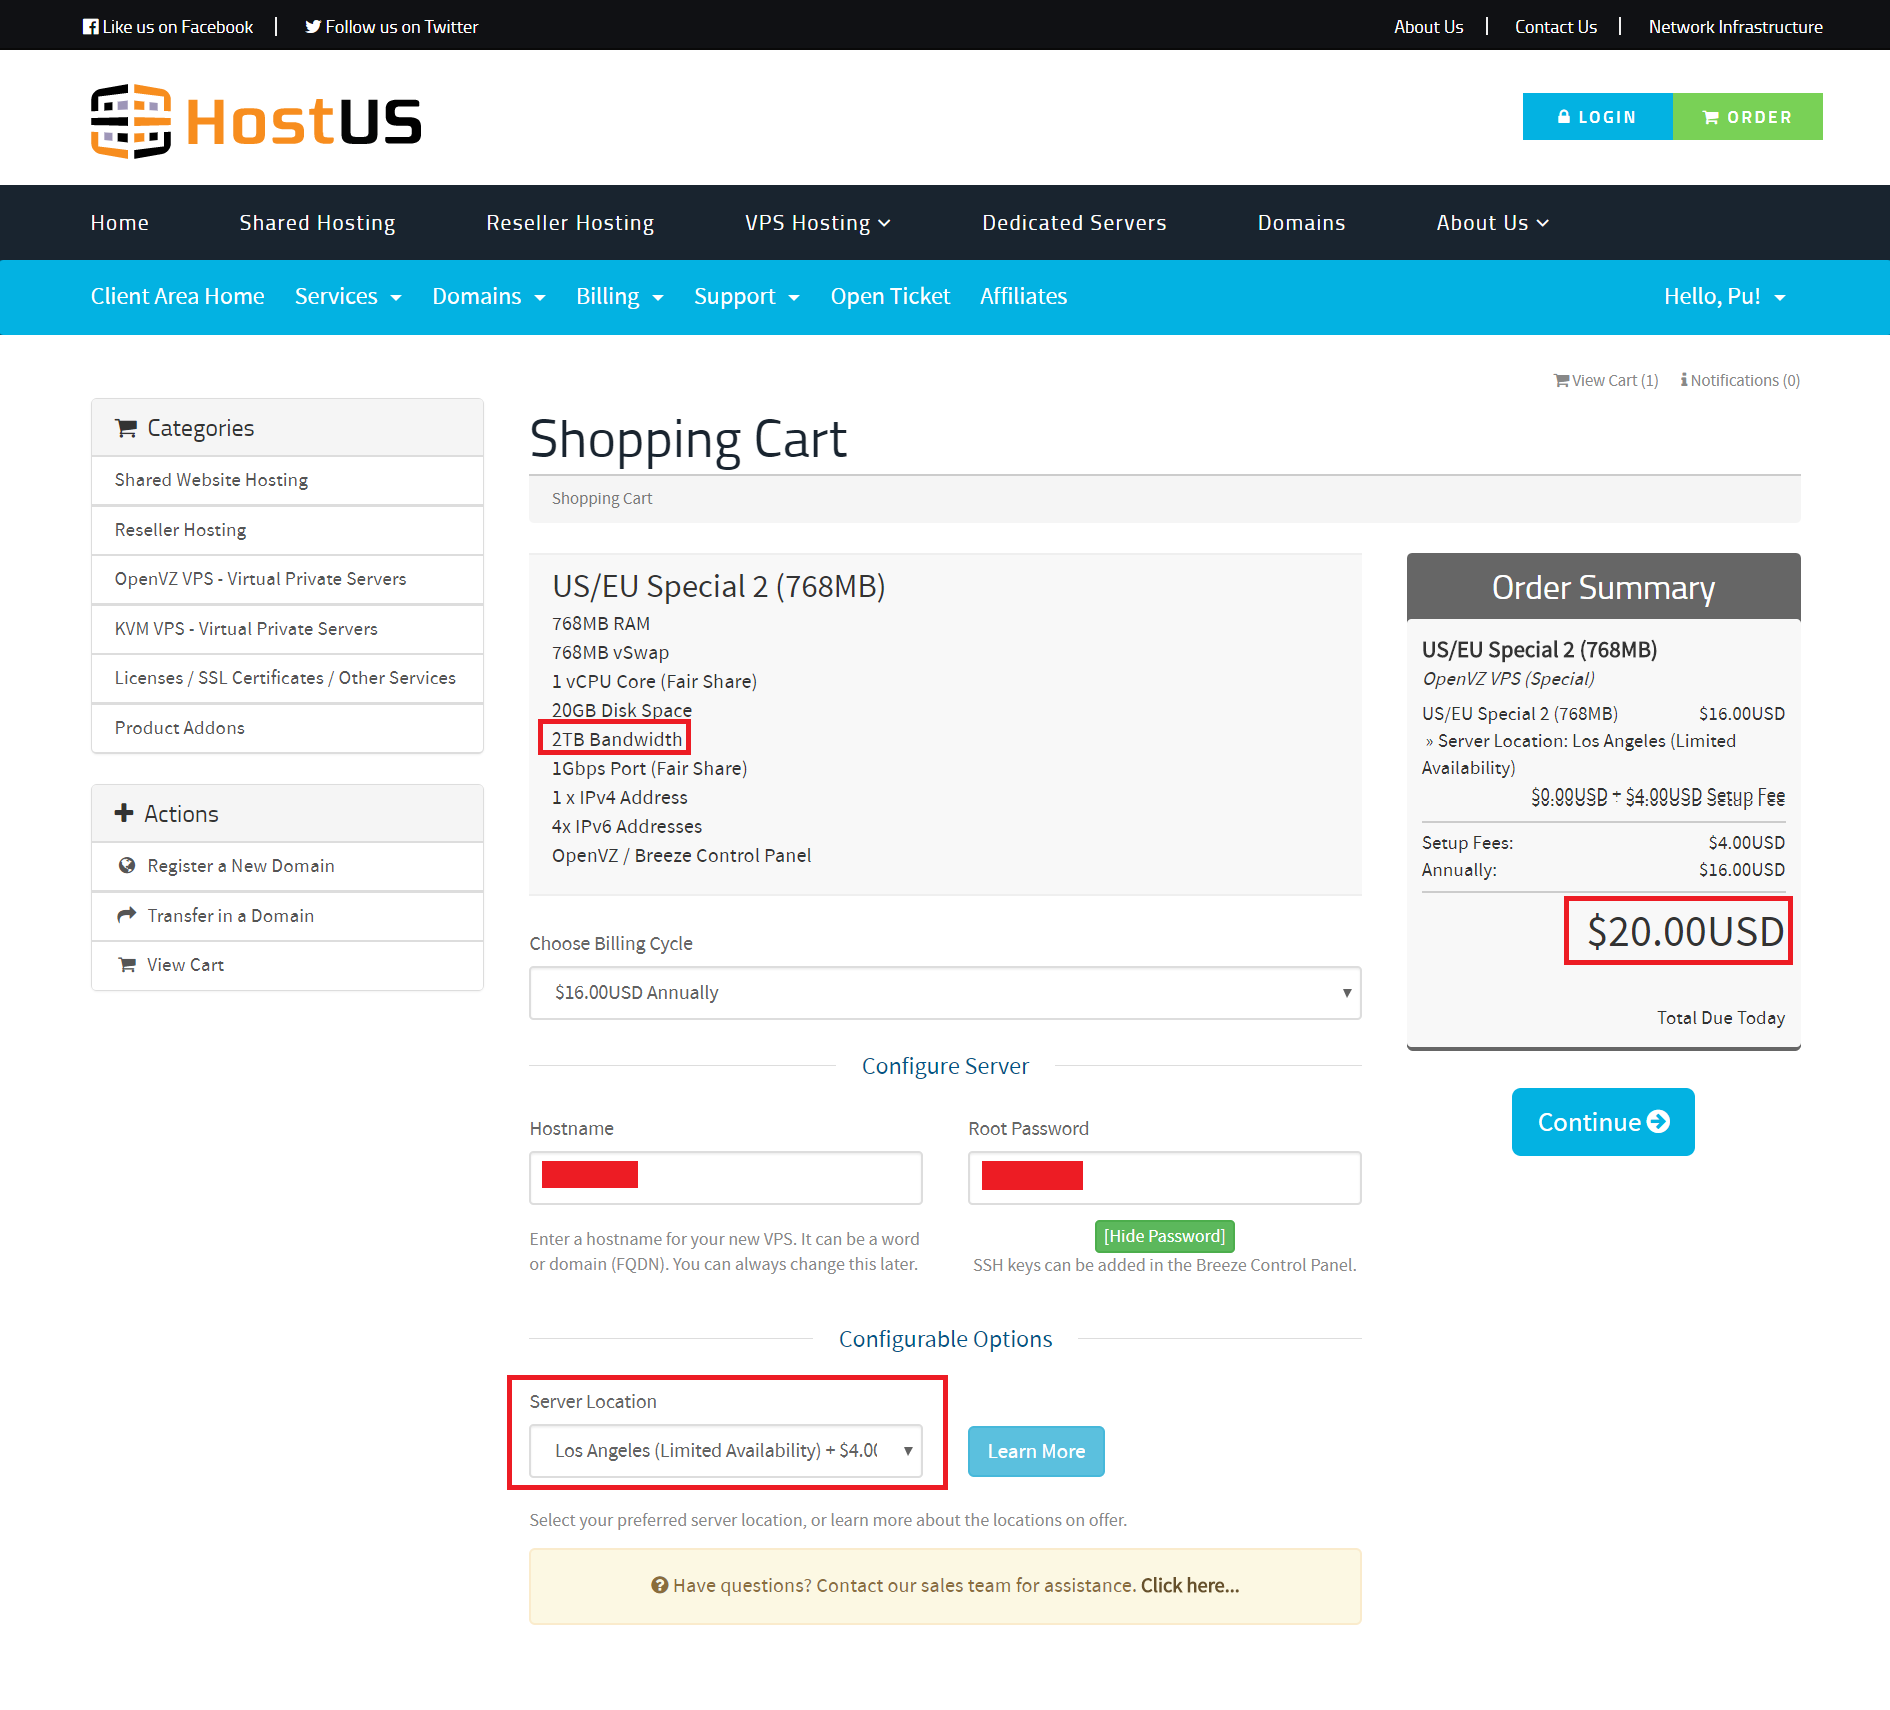 Like us on Facebook | Follow us on Twitter
About Us | Contact Us | Network Infrastructure
HostUS
LOGIN
ORDER
Home Shared Hosting Reseller Hosting VPS Hosting Dedicated Servers Domains About Us
Client Area Home Services Domains Billing Support Open Ticket Affiliates Hello, Pu!
View Cart (1) Notifications (0)
Categories
Shared Website Hosting
Reseller Hosting
OpenVZ VPS - Virtual Private Servers
KVM VPS - Virtual Private Servers
Licenses / SSL Certificates / Other Services
Product Addons
Actions
Register a New Domain
Transfer in a Domain
View Cart
Shopping Cart
Shopping Cart
US/EU Special 2 (768MB)
768MB RAM
768MB vSwap
1 vCPU Core (Fair Share)
20GB Disk Space
2TB Bandwidth
1Gbps Port (Fair Share)
1 x IPv4 Address
4x IPv6 Addresses
OpenVZ / Breeze Control Panel
Choose Billing Cycle
$16.00USD Annually
Configure Server
Hostname
Root Password
Enter a hostname for your new VPS. It can be a word
or domain (FQDN). You can always change this later.
[Hide Password]
SSH keys can be added in the Breeze Control Panel.
Configurable Options
Server Location
Los Angeles (Limited Availability) + $4.00
Learn More
Select your preferred server location, or learn more about the locations on offer.
Have questions? Contact our sales team for assistance. Click here...
Order Summary
US/EU Special 2 (768MB)
OpenVZ VPS (Special)
US/EU Special 2 (768MB) $16.00USD
» Server Location: Los Angeles (Limited
Availability)
$0.00USD + $4.00USD Setup Fee
Setup Fees: $4.00USD
Annually: $16.00USD
$20.00USD
Total Due Today
Continue